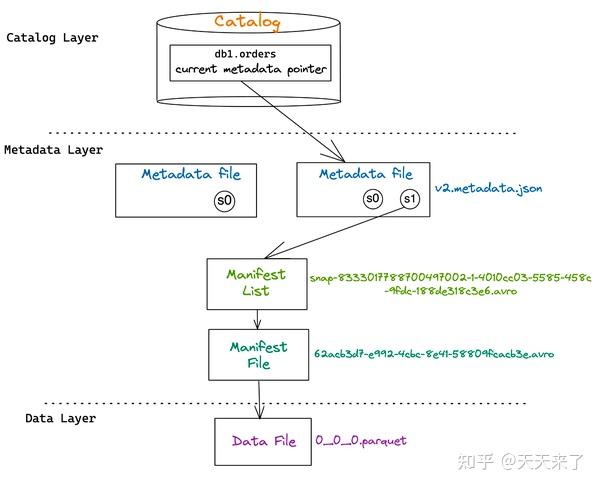 Catalog
Catalog Layer
db1.orders
current metadata pointer
Metadata Layer
Metadata file
s0
Metadata file
s0
s1
v2.metadata.json
Manifest
List
snap-8333017788700497002-1-4010cc03-5585-458c
-9fdc-188de318c3e6.avro
Manifest
File
62acb3d7-e992-4cbc-8e41-58809fcacb3e.avro
Data Layer
Data File
0_0_0.parquet
知乎 @天天来了